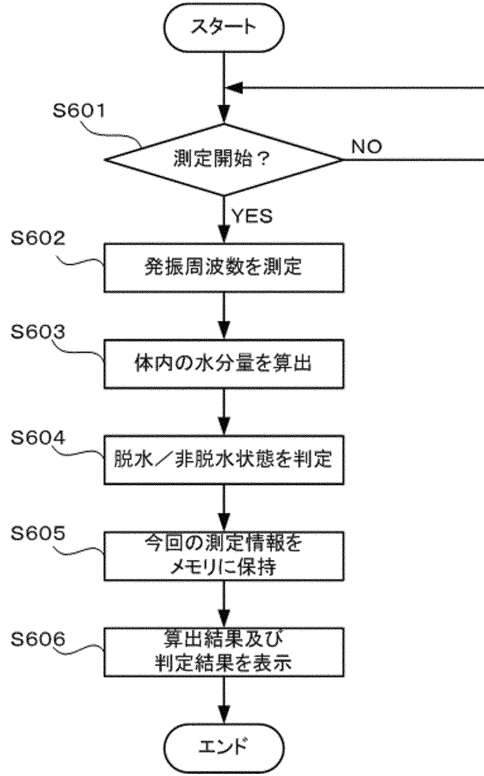 スタート
S601
測定開始？
NO
YES
S602
発振周波数を測定
S603
体内の水分量を算出
S604
脱水／非脱水状態を判定
S605
今回の測定情報を
メモリに保持
S606
算出結果及び
判定結果を表示
エンド